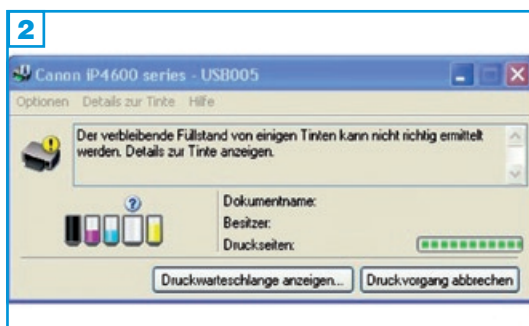 2
Canon iP4600 series - USB005
Optionen Details zur Tinte Hilfe
Der verbleibende Füllstand von einigen Tinten kann nicht richtig ermittelt
werden. Details zur Tinte anzeigen.
Dokumentname:
Besitzer:
Druckseiten:
Druckwarteschlange anzeigen... Druckvorgang abbrechen